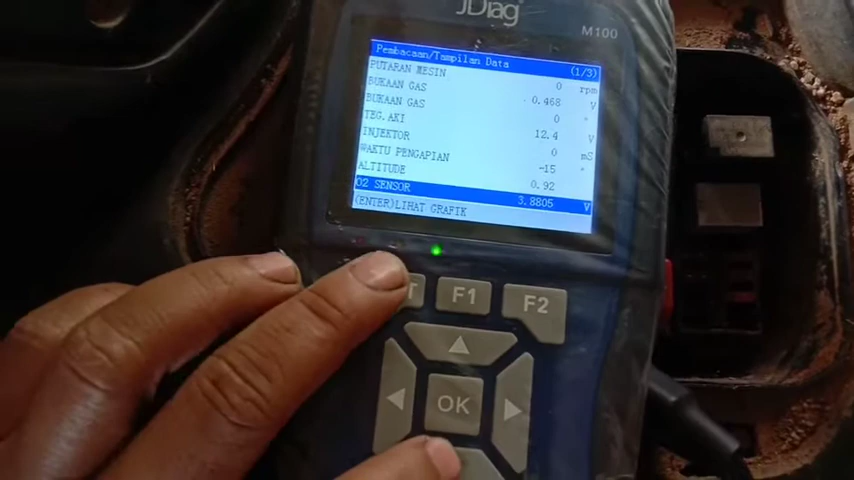 JDiag
M100
Pembacaan/Tampilan Data (1/3)
PUTARAN MESIN 0 rpm
BUKAAN GAS 0.468 V
BUKAAN GAS 0 °
TEG.AKI 12.4 V
INJEKTOR 0 mS
WAKTU PENGAPIAN -15 °
ALTITUDE 0.92
O2 SENSOR 3.8805 V
(ENTER)LIHAT GRAFIK
F1
F2
OK